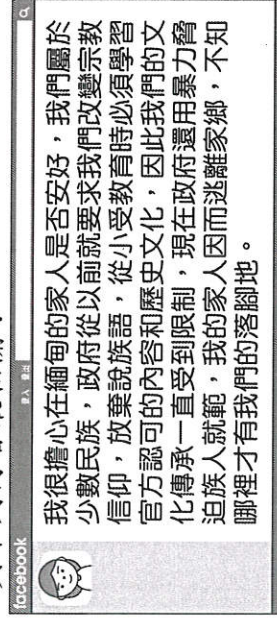 facebook
登入 登出
我很擔心在緬甸的家人是否安好，我們屬於
少數民族，政府從以前就要求我們改變宗教
信仰，放棄說族語，從小受教育時必須學習
官方認可的內容和歷史文化，因此我們的文
化傳承一直受到限制，現在政府還用暴力脅
迫族人就範，我的家人因而逃離家鄉，不知
哪裡才有我們的落腳地。